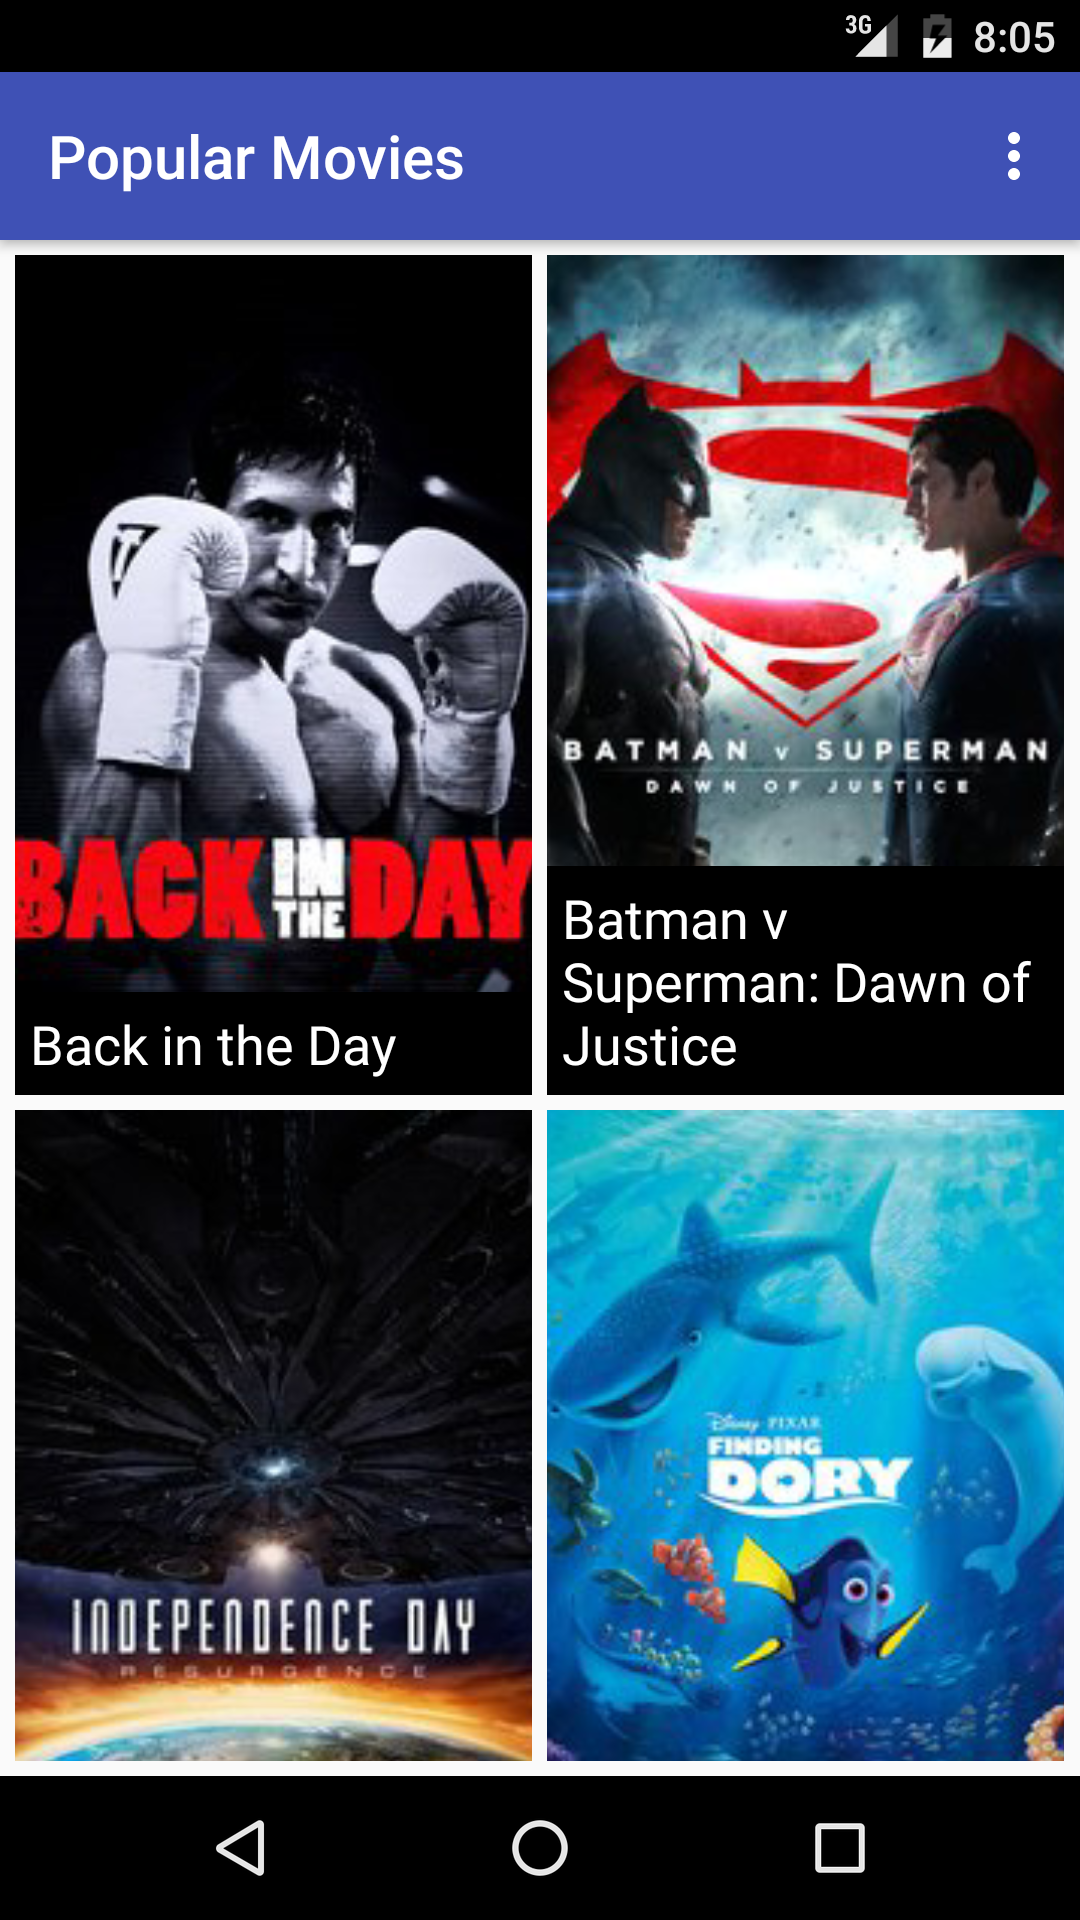 3G 8:05
Popular Movies
BACK IN THE DAY
Back in the Day
BATMAN v SUPERMAN
DAWN OF JUSTICE
Batman v
Superman: Dawn of
Justice
INDEPENDENCE DAY
RESURGENCE
Disney PIXAR
FINDING
DORY